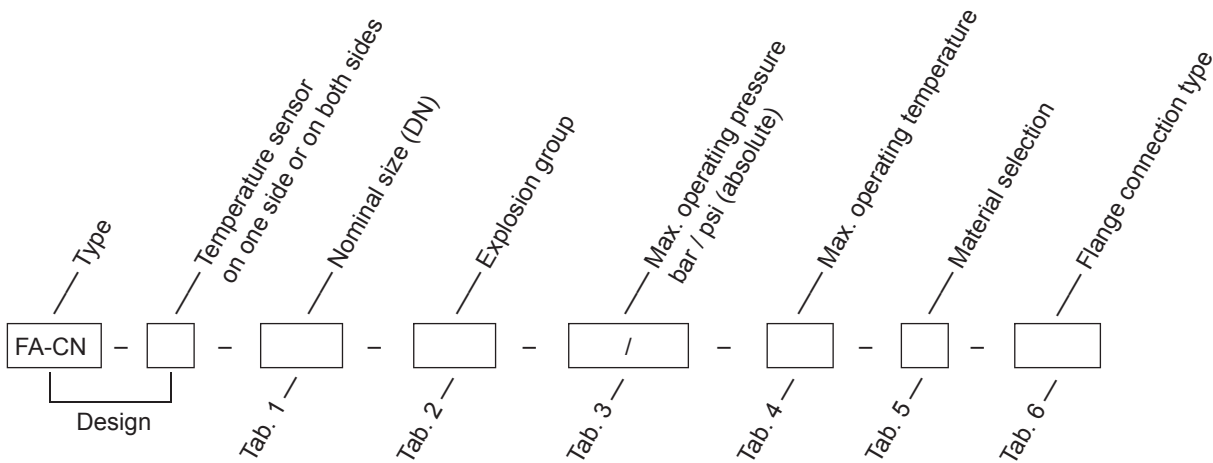 Type
Temperature sensor
on one side or on both sides
Nominal size (DN)
Explosion group
Max. operating pressure
bar / psi (absolute)
Max. operating temperature
Material selection
Flange connection type
FA-CN – – – – / – – –
Design
Tab. 1
Tab. 2
Tab. 3
Tab. 4
Tab. 5
Tab. 6